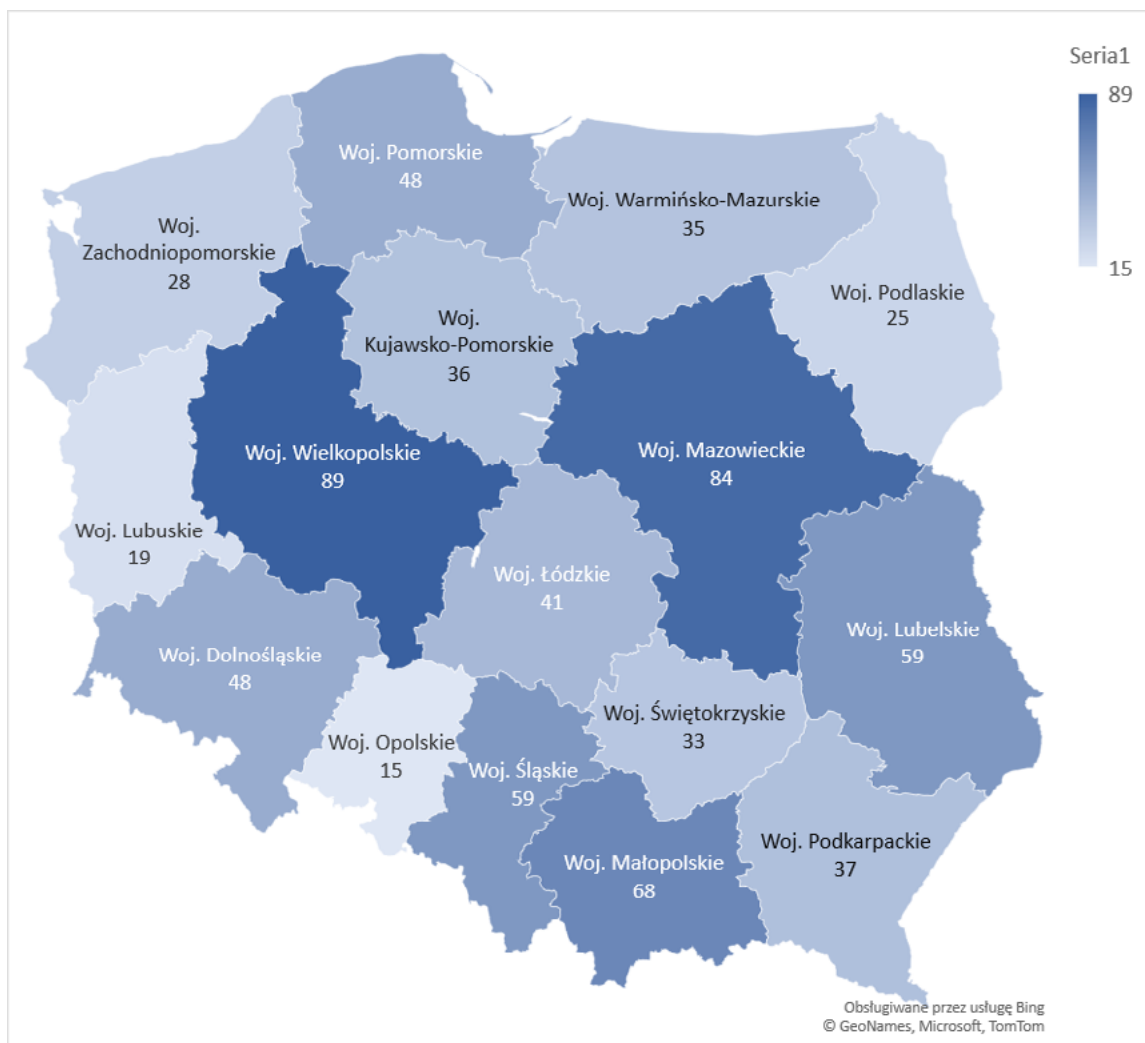 Seria1
89
15
Woj. Pomorskie
48
Woj. Warmińsko-Mazurskie
35
Woj.
Zachodniopomorskie
28
Woj. Podlaskie
25
Woj.
Kujawsko-Pomorskie
36
Woj. Wielkopolskie
89
Woj. Mazowieckie
84
Woj. Lubuskie
19
Woj. Łódzkie
41
Woj. Lubelskie
59
Woj. Dolnośląskie
48
Woj. Świętokrzyskie
33
Woj. Opolskie
15
Woj. Śląskie
59
Woj. Podkarpackie
37
Woj. Małopolskie
68
Obsługiwane przez usługę Bing
© GeoNames, Microsoft, TomTom